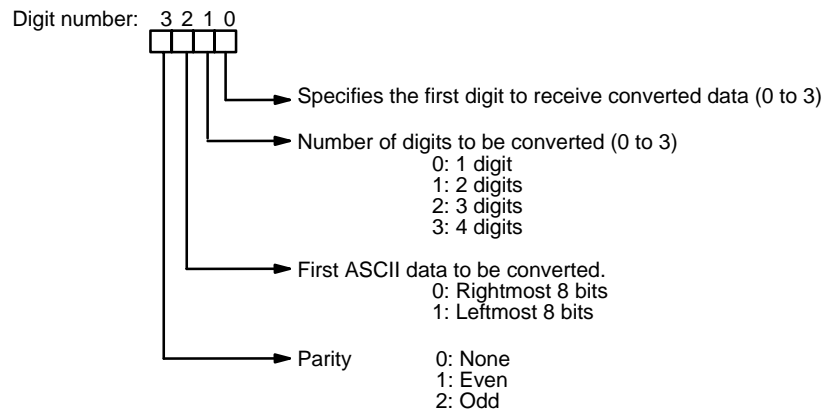 Digit number: 3 2 1 0
Specifies the first digit to receive converted data (0 to 3)
Number of digits to be converted (0 to 3)
0: 1 digit
1: 2 digits
2: 3 digits
3: 4 digits
First ASCII data to be converted.
0: Rightmost 8 bits
1: Leftmost 8 bits
Parity 0: None
1: Even
2: Odd